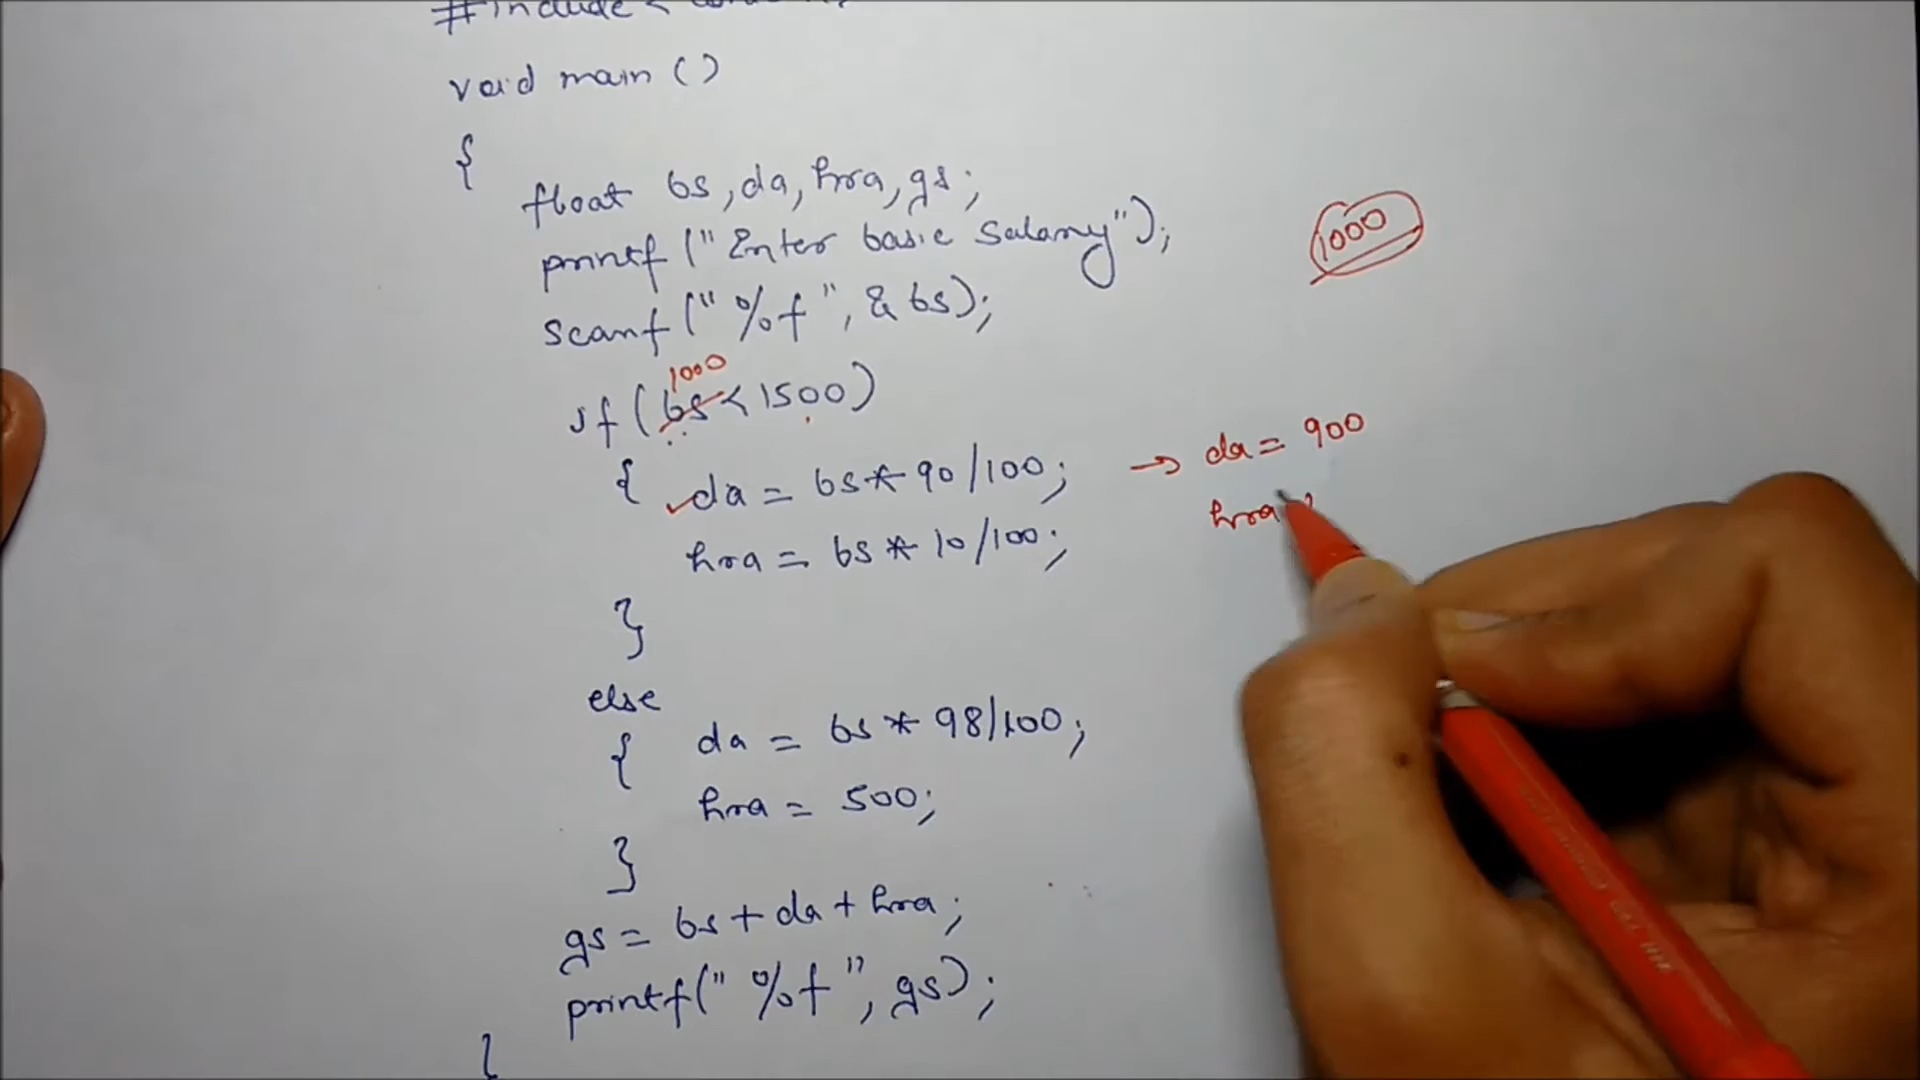 #include <
void main ()
{
float bs, da, hra, gs;
printf ("Enter basic salary");
1000
scanf ("%f", & bs);
1000
if (bs < 1500)
{ da = bs * 90/100; → da = 900
hra = bs * 10/100; hra
}
else
{ da = bs * 98/100;
hra = 500;
}
gs = bs + da + hra;
printf(" %f ", gs);